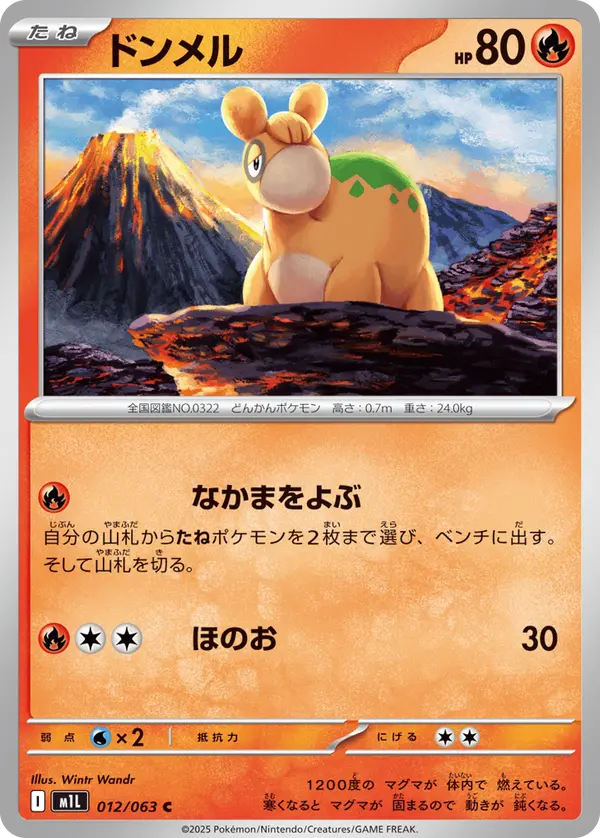 たね ドンメル HP80
全国図鑑NO.0322 どんかんポケモン 高さ:0.7m 重さ:24.0kg
なかまをよぶ
自分の山札からたねポケモンを2枚まで選び、ベンチに出す。
そして山札を切る。
ほのお 30
弱点 ×2 抵抗力 にげる
Illus. Wintr Wandr
1200度の マグマが 体内で 燃えている。
寒くなると マグマが 固まるので 動きが 鈍くなる。
I M1L 012/063 C
©2025 Pokémon/Nintendo/Creatures/GAME FREAK.